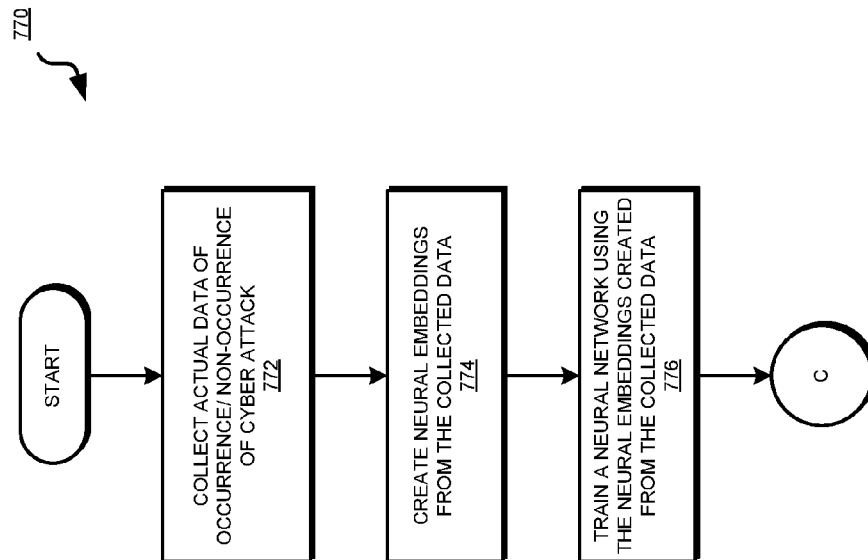 770
START
COLLECT ACTUAL DATA OF
OCCURRENCE/ NON-OCCURRENCE
OF CYBER ATTACK
772
CREATE NEURAL EMBEDDINGS
FROM THE COLLECTED DATA
774
TRAIN A NEURAL NETWORK USING
THE NEURAL EMBEDDINGS CREATED
FROM THE COLLECTED DATA
776
C